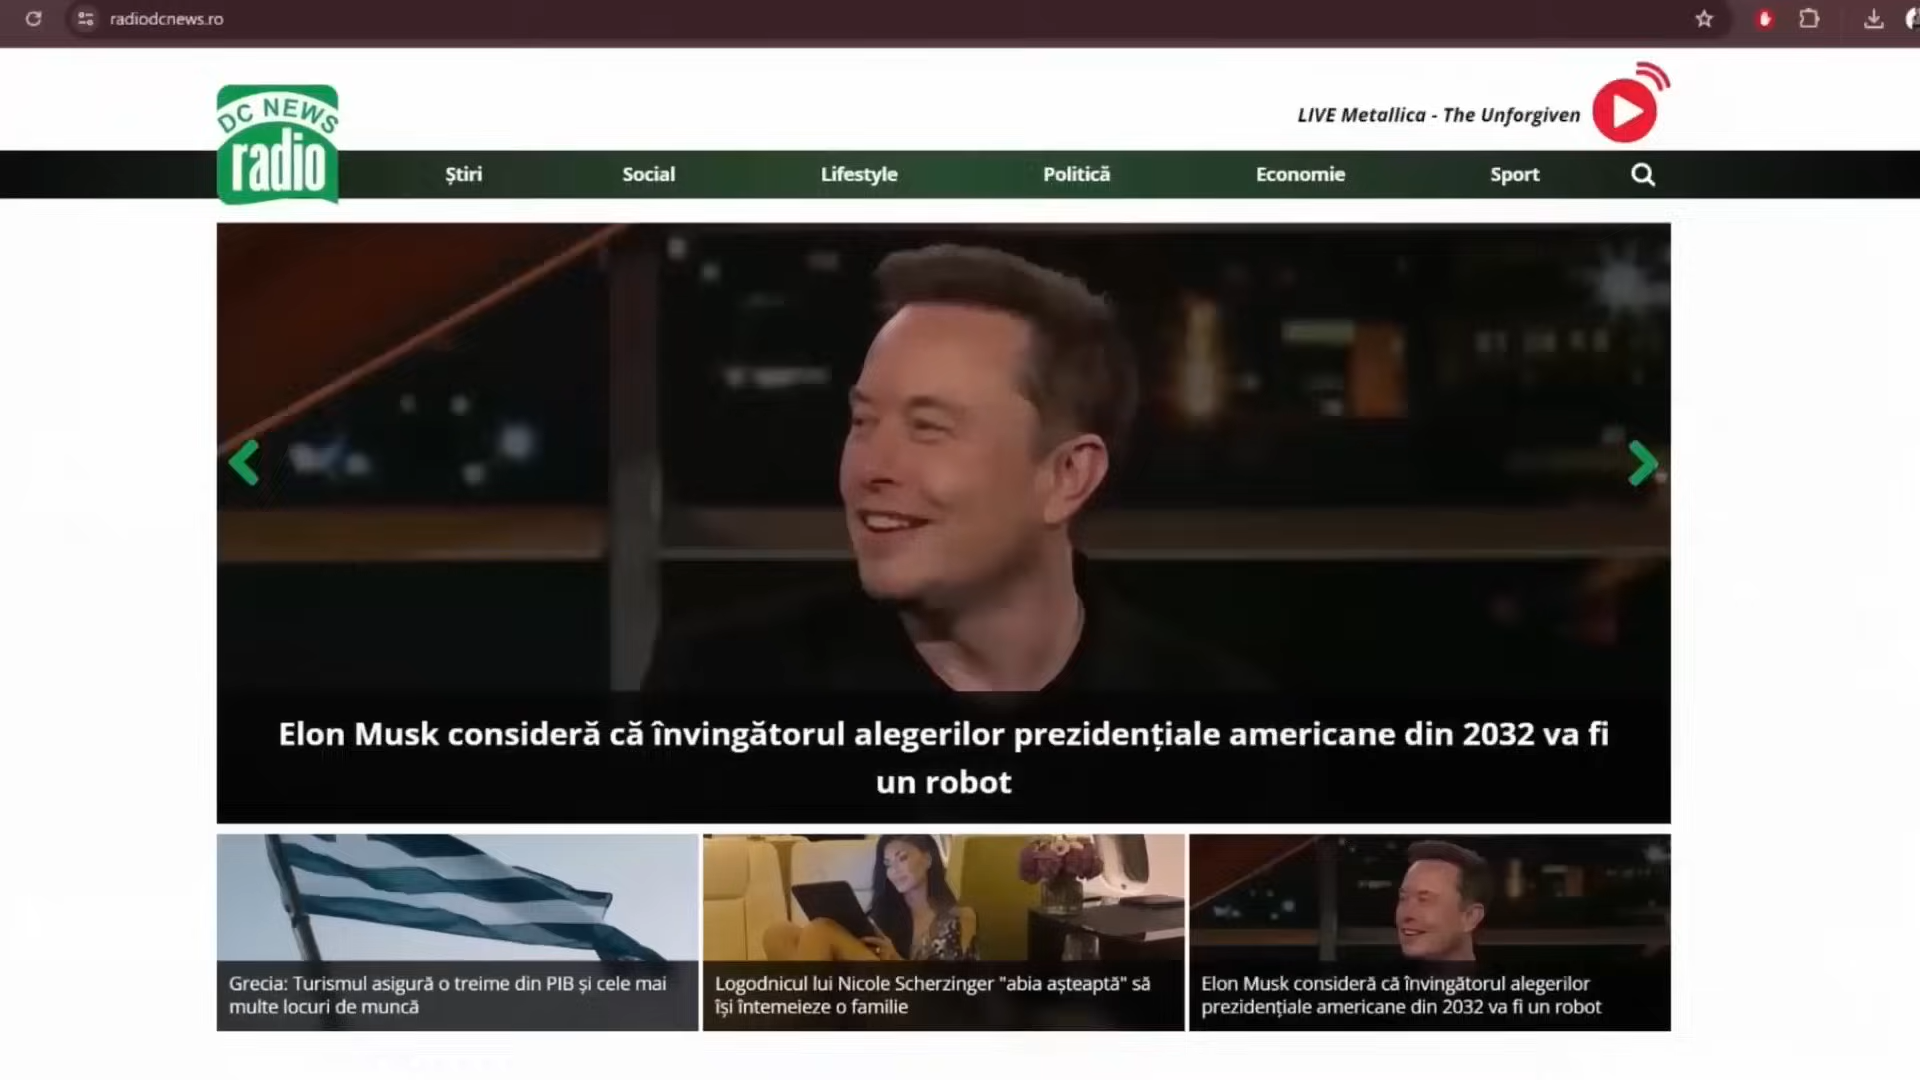 radiodcnews.ro
DC NEWS
radio
LIVE Metallica - The Unforgiven
Știri
Social
Lifestyle
Politică
Economie
Sport
Elon Musk consideră că învingătorul alegerilor prezidențiale americane din 2032 va fi
un robot
Grecia: Turismul asigură o treime din PIB și cele mai
multe locuri de muncă
Logodnicul lui Nicole Scherzinger "abia așteaptă" să
își întemeieze o familie
Elon Musk consideră că învingătorul alegerilor
prezidențiale americane din 2032 va fi un robot